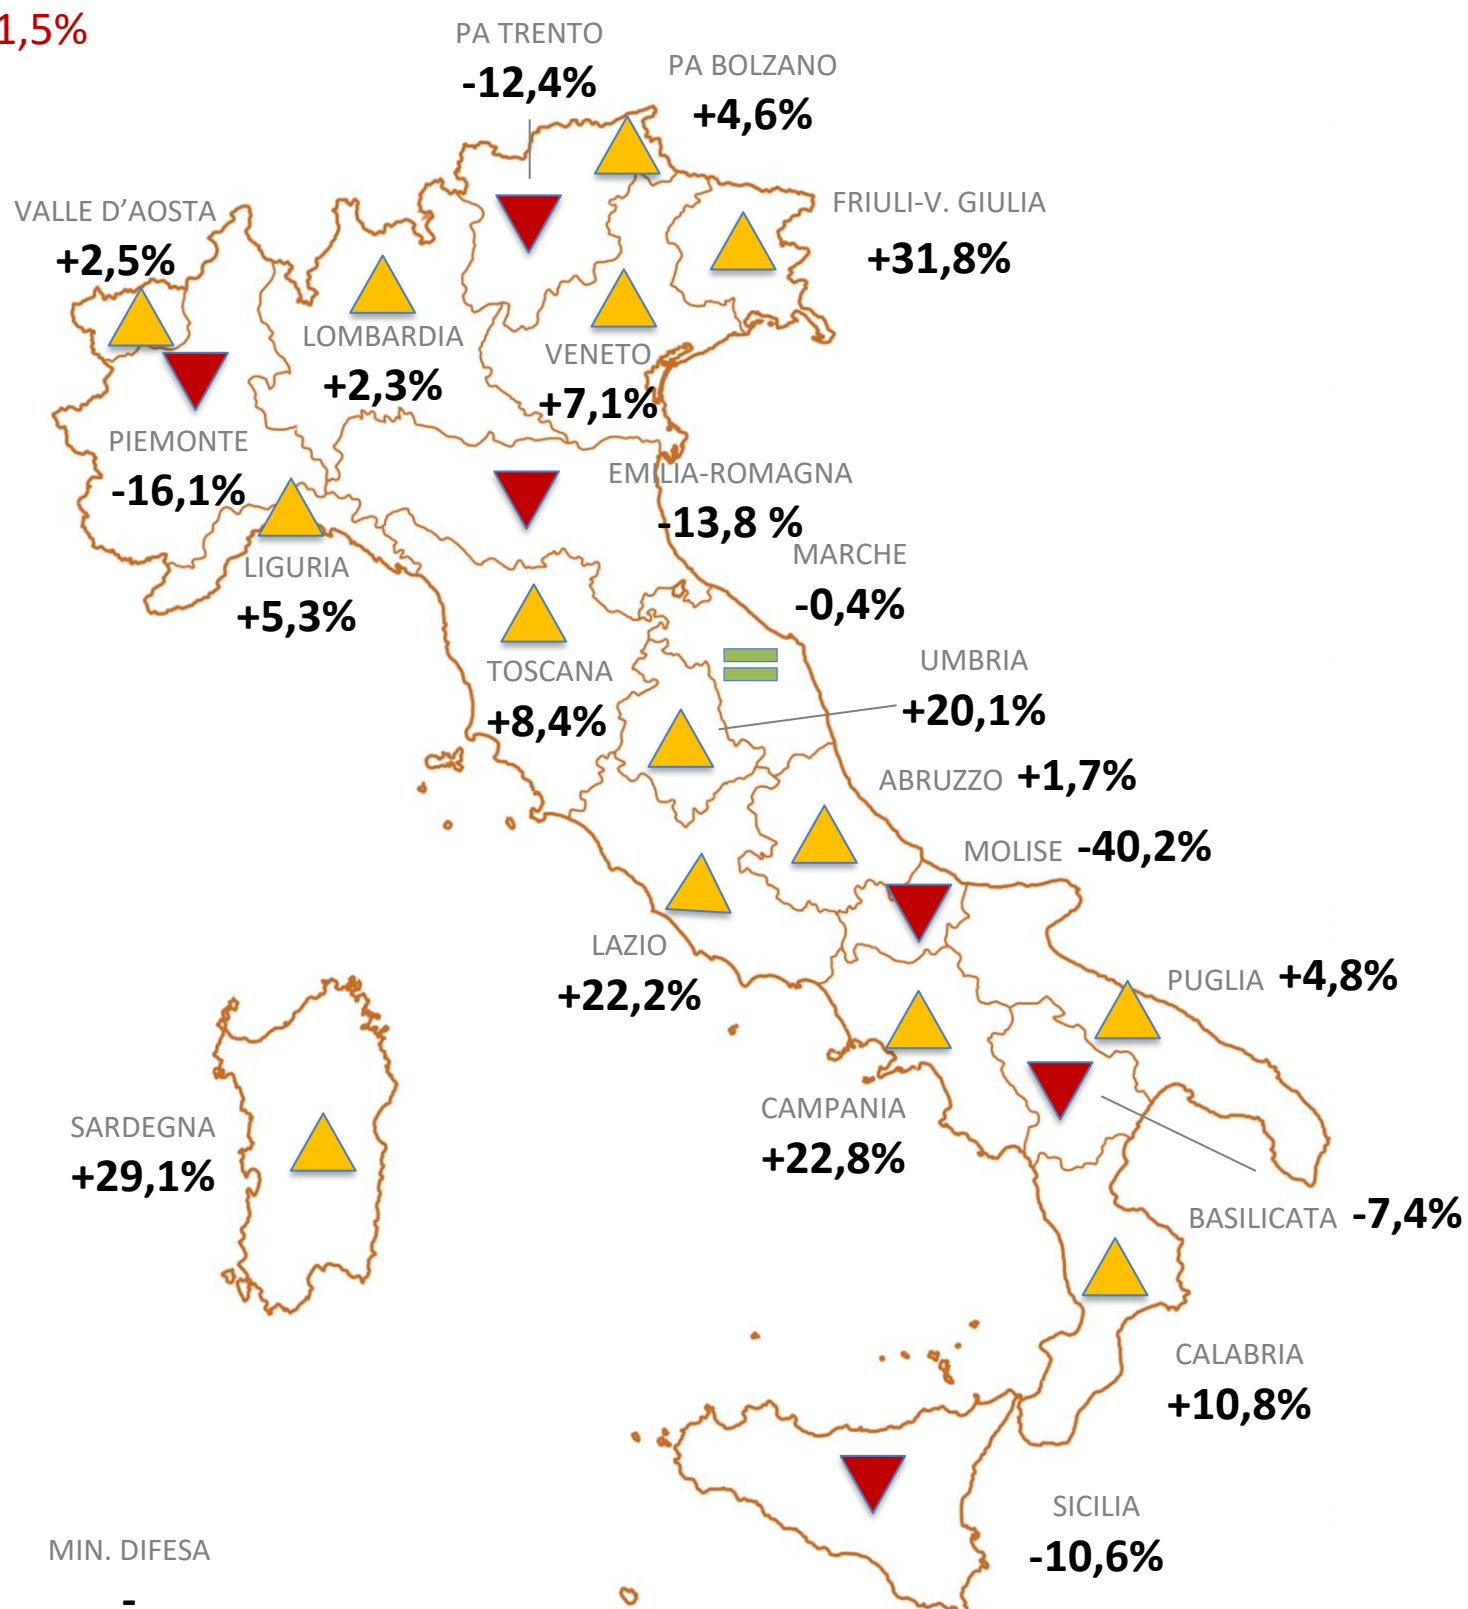 1,5%
PA TRENTO
-12,4%
PA BOLZANO
+4,6%
VALLE D’AOSTA
+2,5%
FRIULI-V. GIULIA
+31,8%
LOMBARDIA
+2,3%
VENETO
+7,1%
PIEMONTE
-16,1%
EMILIA-ROMAGNA
-13,8 %
LIGURIA
+5,3%
MARCHE
-0,4%
TOSCANA
+8,4%
UMBRIA
+20,1%
ABRUZZO +1,7%
MOLISE -40,2%
LAZIO
+22,2%
PUGLIA +4,8%
CAMPANIA
+22,8%
SARDEGNA
+29,1%
BASILICATA -7,4%
CALABRIA
+10,8%
SICILIA
-10,6%
MIN. DIFESA
-